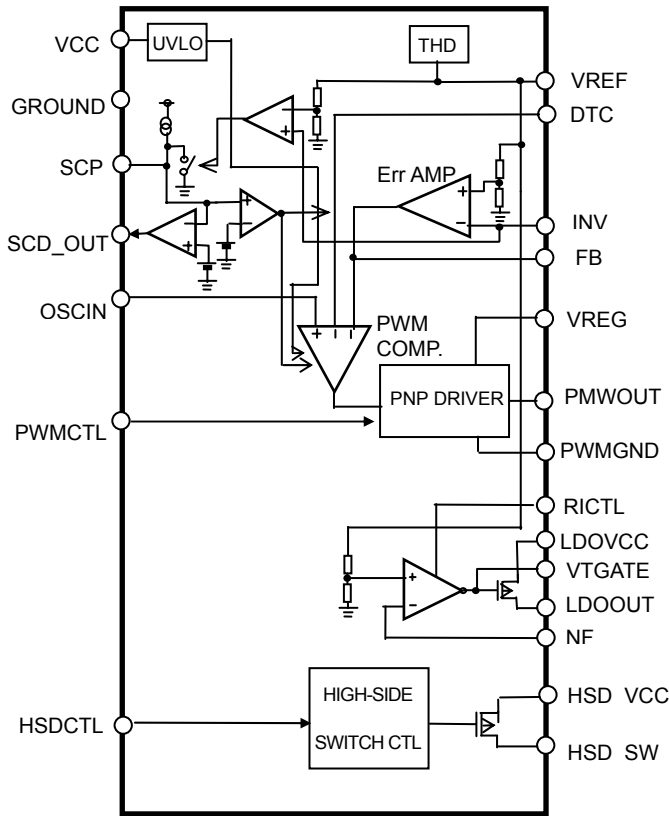 VCC
UVLO
THD
VREF
GROUND
DTC
SCP
Err AMP
INV
SCD_OUT
FB
OSCIN
PWM
COMP.
VREG
PNP DRIVER
PMWOUT
PWMCTL
PWMGND
RICTL
LDOVCC
VTGATE
LDOOUT
NF
HIGH-SIDE
SWITCH CTL
HSD VCC
HSDCTL
HSD SW